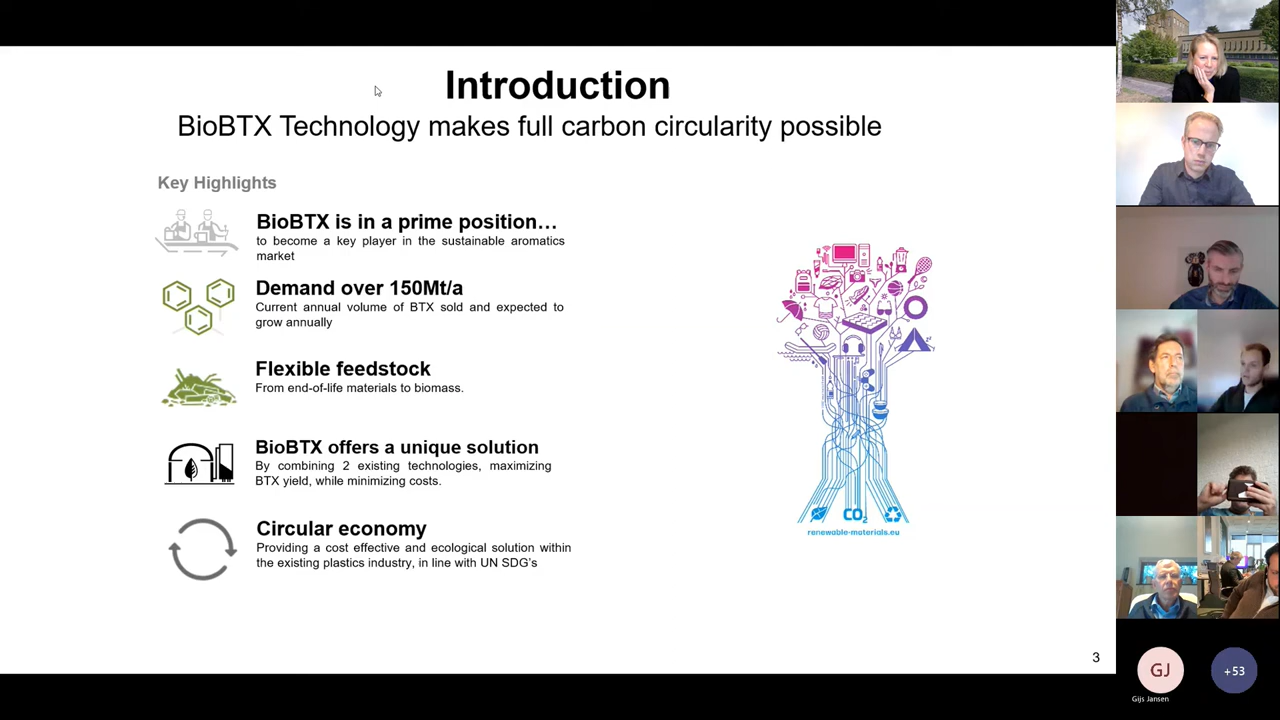 Introduction
BioBTX Technology makes full carbon circularity possible
Key Highlights
BioBTX is in a prime position…
to become a key player in the sustainable aromatics
market
Demand over 150Mt/a
Current annual volume of BTX sold and expected to
grow annually
Flexible feedstock
From end-of-life materials to biomass.
BioBTX offers a unique solution
By combining 2 existing technologies, maximizing
BTX yield, while minimizing costs.
Circular economy
Providing a cost effective and ecological solution within
the existing plastics industry, in line with UN SDG's
CO2
renewable-materials.eu
3
GJ
Gijs Jansen
+53